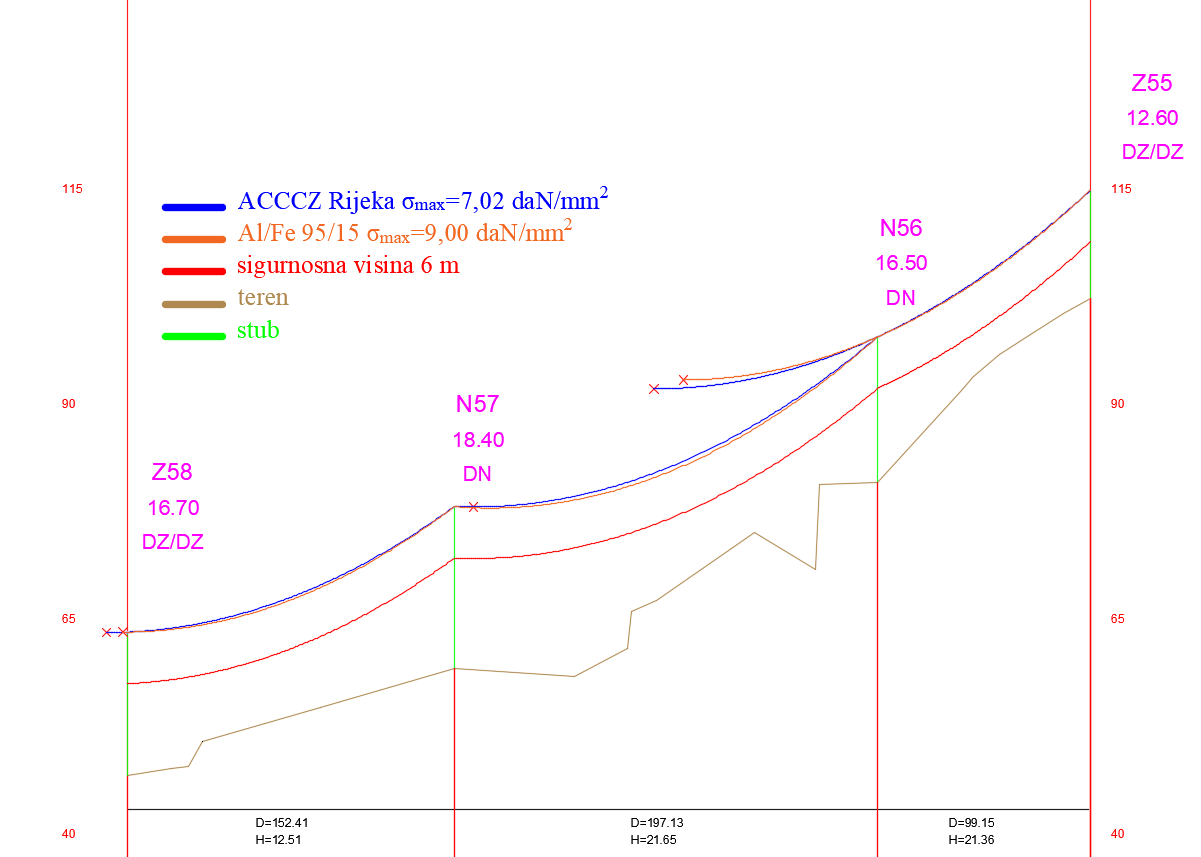 Z55
12.60
DZ/DZ
115
115
ACCCZ Rijeka σmax=7,02 daN/mm²
Al/Fe 95/15 σmax=9,00 daN/mm²
sigurnosna visina 6 m
teren
stub
N56
16.50
DN
90
90
N57
18.40
DN
Z58
16.70
DZ/DZ
65
65
D=152.41
H=12.51
D=197.13
H=21.65
D=99.15
H=21.36
40
40